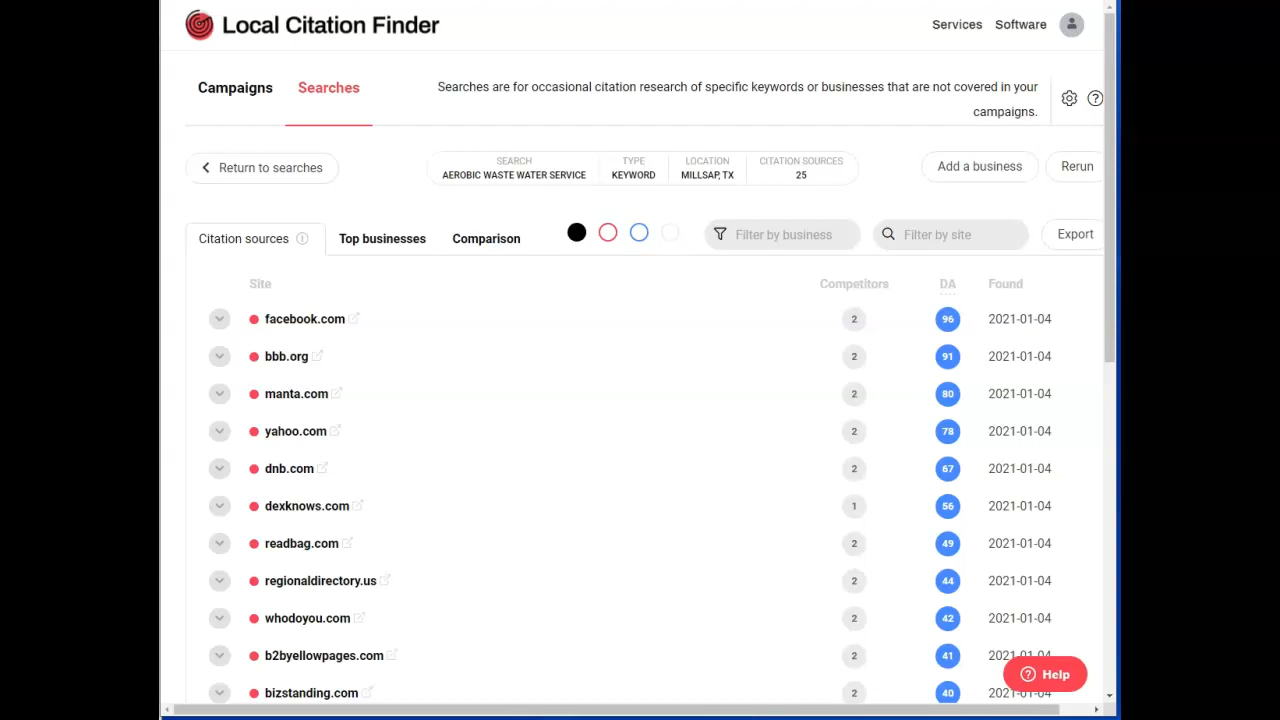 Local Citation Finder
Services Software
Campaigns Searches
Searches are for occasional citation research of specific keywords or businesses that are not covered in your
campaigns.
Return to searches
SEARCH TYPE LOCATION CITATION SOURCES
AEROBIC WASTE WATER SERVICE KEYWORD MILLSAP, TX 25
Add a business Rerun
Citation sources Top businesses Comparison Filter by business Filter by site Export
Site Competitors DA Found
facebook.com 2 96 2021-01-04
bbb.org 2 91 2021-01-04
manta.com 2 80 2021-01-04
yahoo.com 2 78 2021-01-04
dnb.com 2 67 2021-01-04
dexknows.com 1 56 2021-01-04
readbag.com 2 49 2021-01-04
regionaldirectory.us 2 44 2021-01-04
whodoyou.com 2 42 2021-01-04
b2byellowpages.com 2 41 2021-01-04
Help
bizstanding.com 2 40 2021-01-04